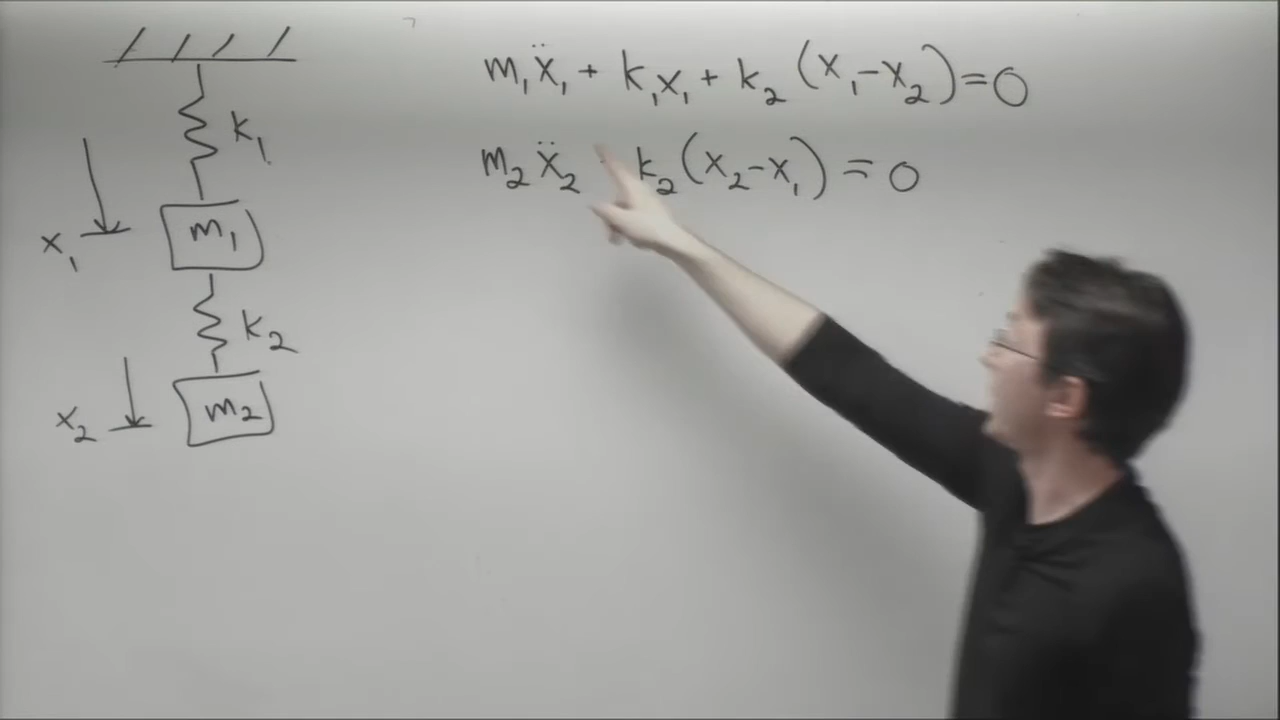 m₁ẍ₁ + k₁x₁ + k₂(x₁-x₂)=0
m₂ẍ₂ k₂(x₂-x₁) = 0
k₁
x₁
m₁
k₂
x₂
m₂